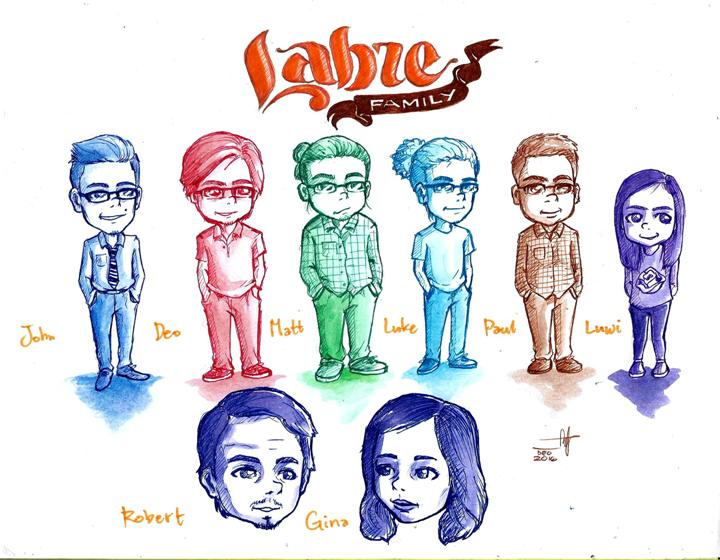 Labre
FAMILY
John Deo Matt Luke Paul Luwi
Robert Gina
DEO
2016